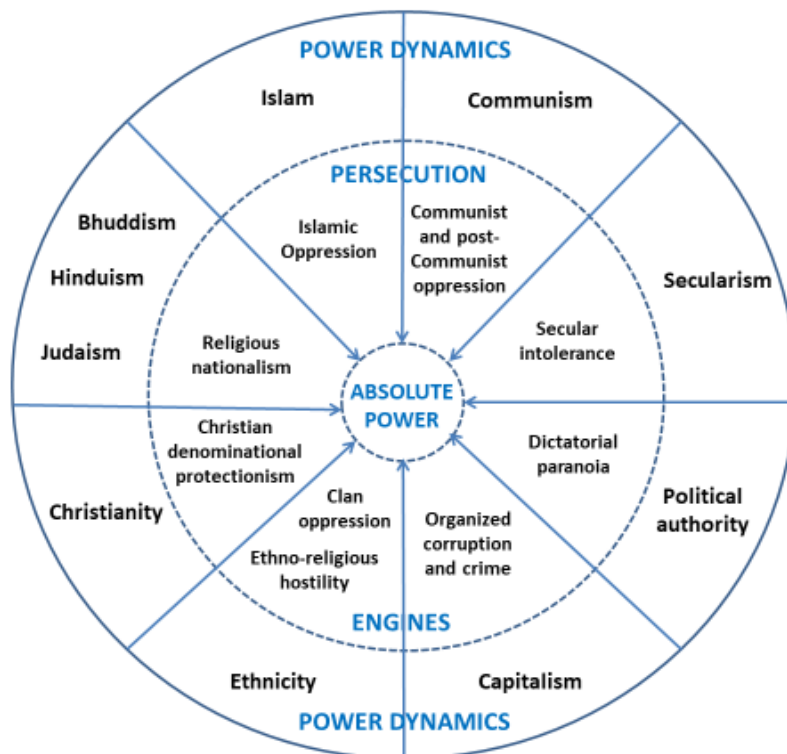 POWER DYNAMICS
Islam
Communism
PERSECUTION
Islamic
Oppression
Communist
and post-
Communist
oppression
Bhuddism
Hinduism
Judaism
Secularism
Religious
nationalism
Secular
intolerance
ABSOLUTE
POWER
Christian
denominational
protectionism
Dictatorial
paranoia
Christianity
Political
authority
Clan
oppression
Ethno-religious
hostility
Organized
corruption
and crime
ENGINES
Ethnicity
Capitalism
POWER DYNAMICS